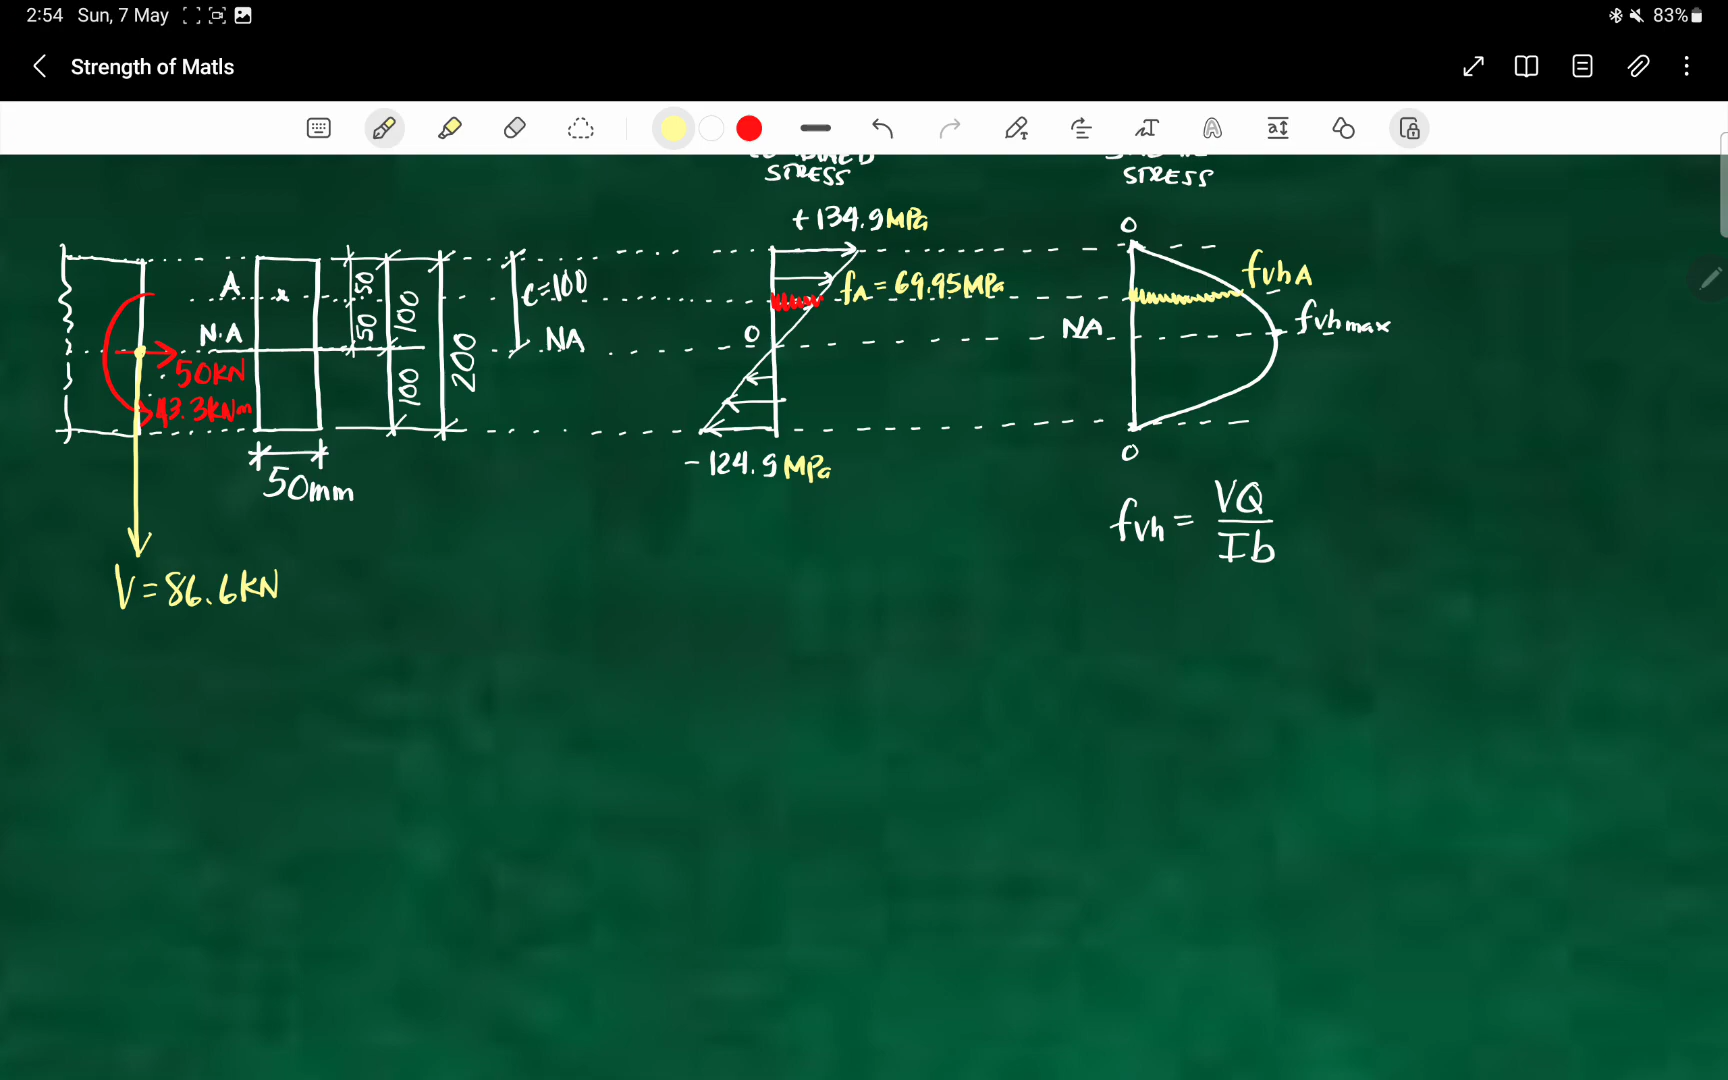 2:54 Sun, 7 May
83%
Strength of Matls
STRESS
STRESS
+134.9MPa
0
A
50
100
c=100
fA = 69.95MPa
fvhA
N.A
50
200
NA
0
NA
fvhmax
50KN
43.3KNm
100
-124.9 MPa
0
50mm
fvh = VQ
Ib
V = 86.6KN